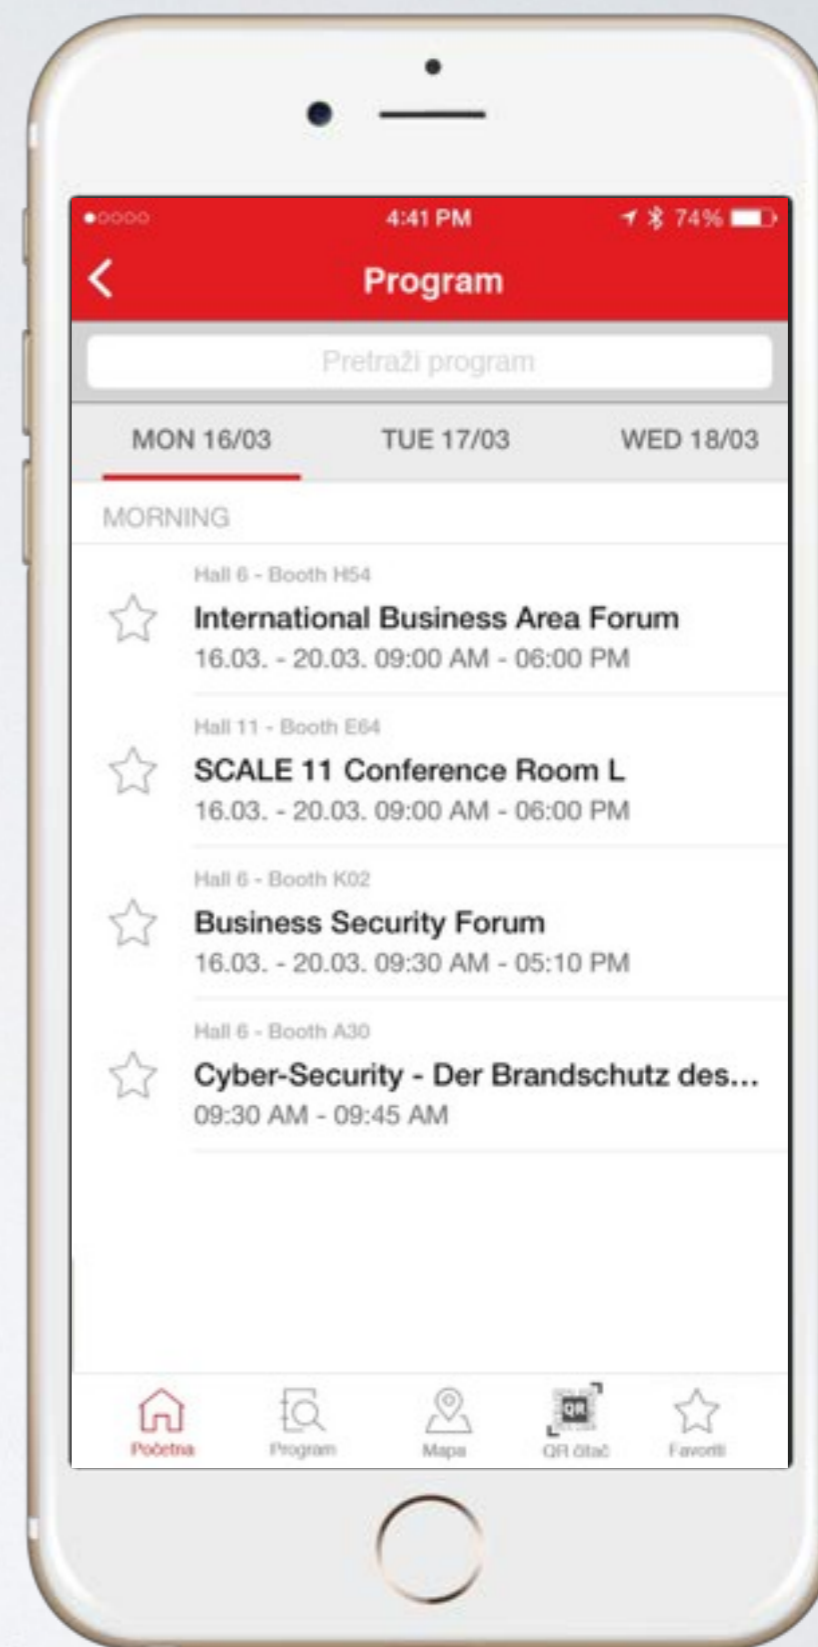 4:41 PM
74%
Program
Pretraži program
MON 16/03
TUE 17/03
WED 18/03
MORNING
Hall 6 - Booth H54
International Business Area Forum
16.03. - 20.03. 09:00 AM - 06:00 PM
Hall 11 - Booth E64
SCALE 11 Conference Room L
16.03. - 20.03. 09:00 AM - 06:00 PM
Hall 6 - Booth K02
Business Security Forum
16.03. - 20.03. 09:30 AM - 05:10 PM
Hall 6 - Booth A30
Cyber-Security - Der Brandschutz des...
09:30 AM - 09:45 AM
QR
Početna
Program
Mapa
QR čitač
Favoriti